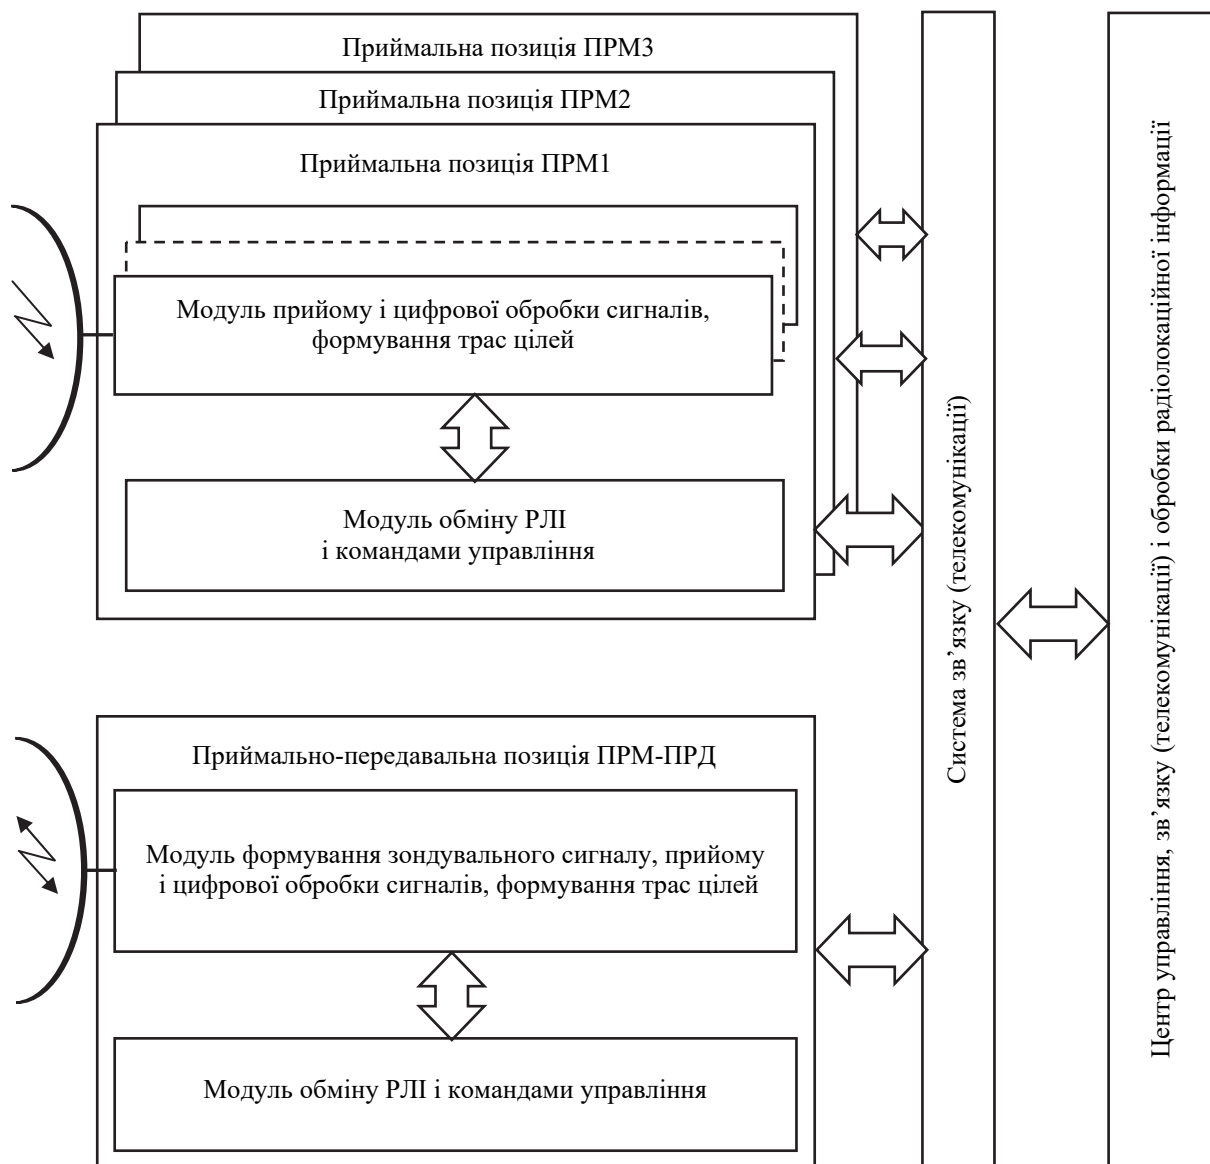 Приймальна позиція ПРМ3
Приймальна позиція ПРМ2
Приймальна позиція ПРМ1
Модуль прийому і цифрової обробки сигналів,
формування трас цілей
Модуль обміну РЛІ
і командами управління
Приймально-передавальна позиція ПРМ-ПРД
Модуль формування зондувального сигналу, прийому
і цифрової обробки сигналів, формування трас цілей
Модуль обміну РЛІ і командами управління
Система зв’язку (телекомунікації)
Центр управління, зв’язку (телекомунікації) і обробки радіолокаційної інформації